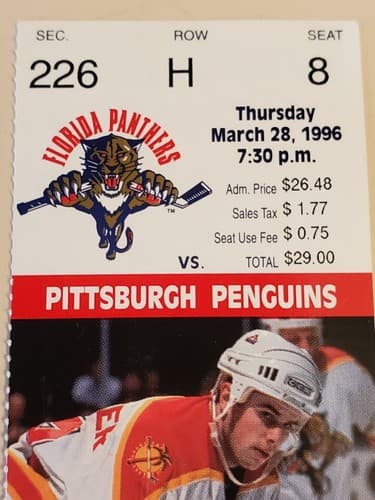 SEC. ROW SEAT
226 H 8
FLORIDA PANTHERS
TM
Thursday
March 28, 1996
7:30 p.m.
Adm. Price $26.48
Sales Tax $ 1.77
Seat Use Fee $ 0.75
VS. TOTAL $29.00
PITTSBURGH PENGUINS